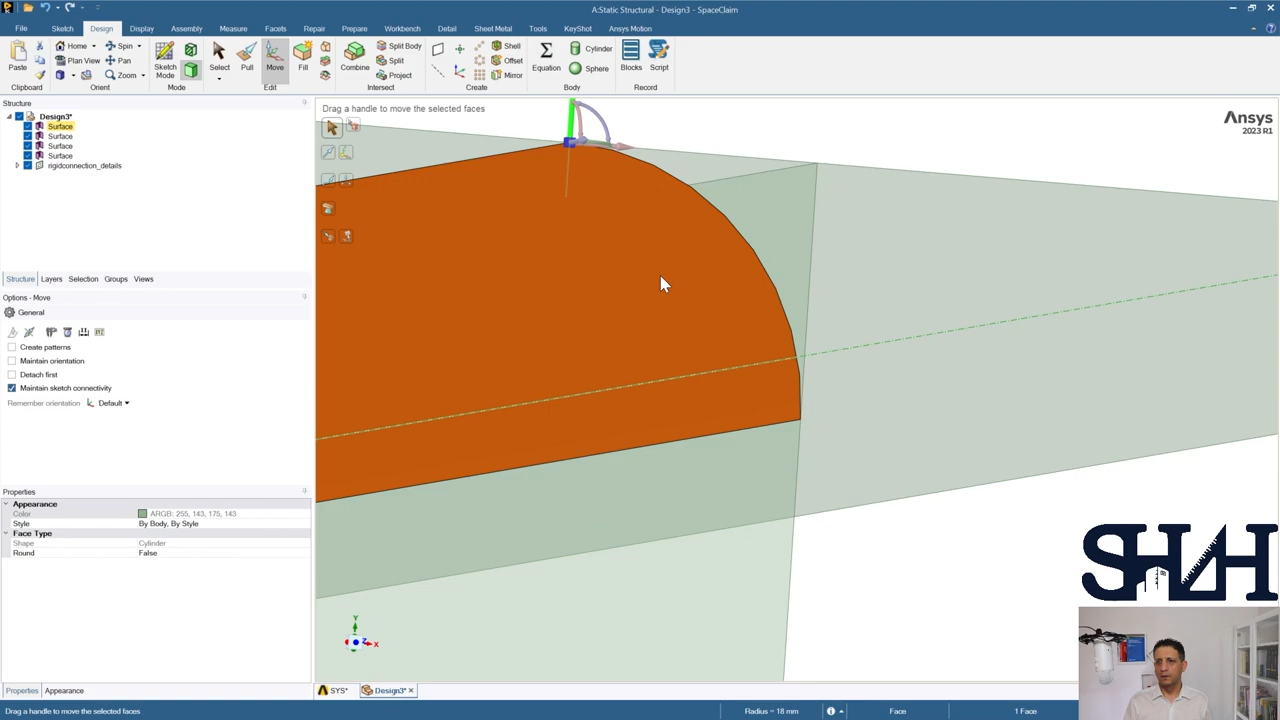 A:Static Structural - Design3 - SpaceClaim
File Sketch Design Display Assembly Measure Facets Repair Prepare Workbench Detail Sheet Metal Tools KeyShot Ansys Motion
Paste
Home
Plan View
Spin
Pan
Zoom
Sketch Mode
Select
Pull
Move
Fill
Combine
Split Body
Split
Project
Shell
Offset
Mirror
Equation
Cylinder
Sphere
Blocks
Script
Clipboard Orient Mode Edit Intersect Create Body Record
Structure
Design3*
Surface
Surface
Surface
Surface
rigidconnection_details
Structure Layers Selection Groups Views
Options - Move
General
Create patterns
Maintain orientation
Detach first
Maintain sketch connectivity
Remember orientation Default
Properties
Appearance
Color ARGB: 255, 143, 175, 143
Style By Body, By Style
Face Type
Shape Cylinder
Round False
Properties Appearance
Drag a handle to move the selected faces
Ansys
2023 R1
Y
Z
X
SHAH
SYS*
Design3*
Drag a handle to move the selected faces
Radius = 18 mm
Face
1 Face